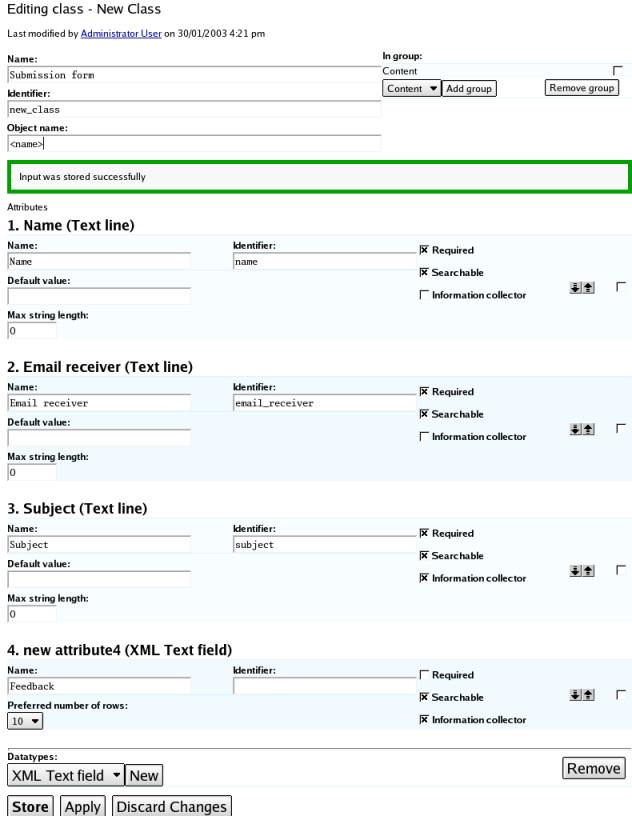 Editing class - New Class
Last modified by Administrator User on 30/01/2003 4:21 pm
Name:
Submission form
In group:
Content
Content Add group Remove group
Identifier:
new_class
Object name:
<name>
Input was stored successfully
Attributes
1. Name (Text line)
Name: Identifier:
Name name
Required
Searchable
Information collector
Default value:
Max string length:
0
2. Email receiver (Text line)
Name: Identifier:
Email receiver email_receiver
Required
Searchable
Information collector
Default value:
Max string length:
0
3. Subject (Text line)
Name: Identifier:
Subject subject
Required
Searchable
Information collector
Default value:
Max string length:
0
4. new attribute4 (XML Text field)
Name: Identifier:
Feedback
Required
Searchable
Information collector
Preferred number of rows:
10
Datatypes:
XML Text field New Remove
Store Apply Discard Changes